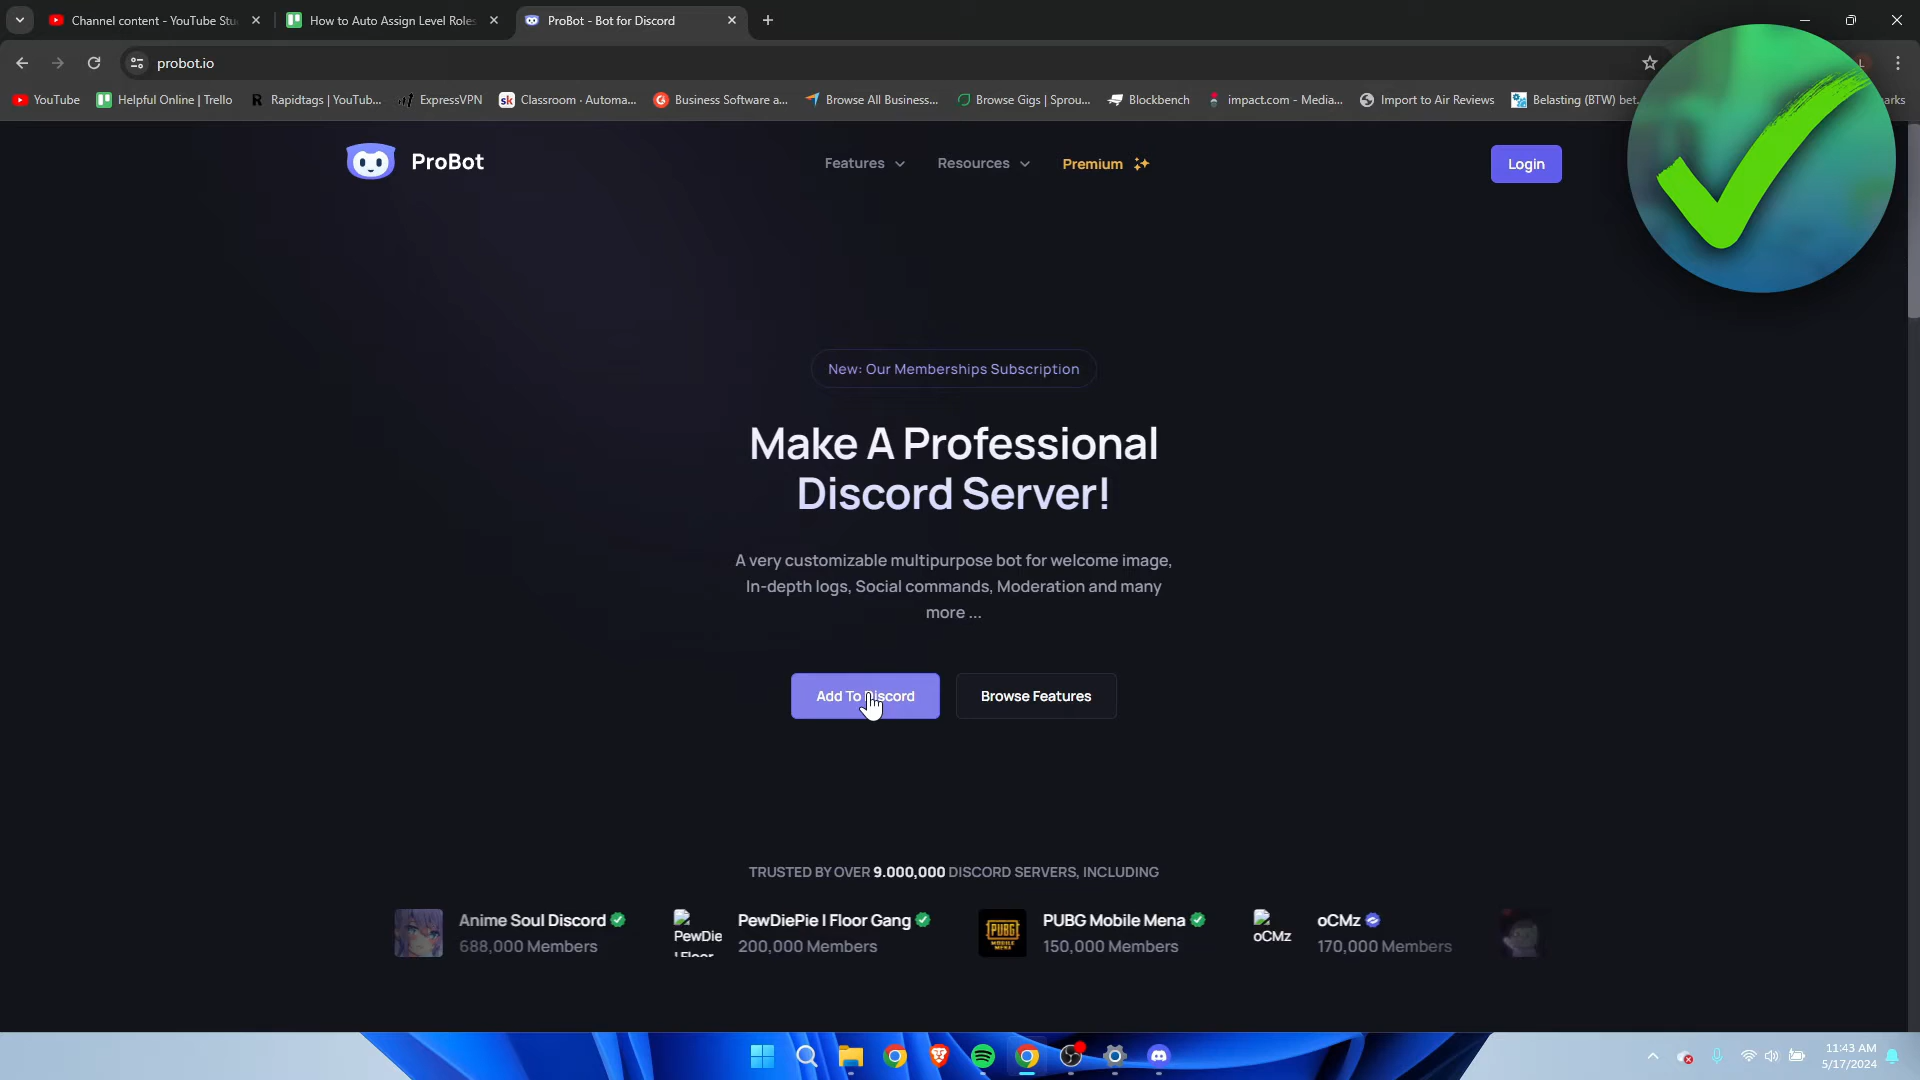 Channel content - YouTube Stu
How to Auto Assign Level Roles
ProBot - Bot for Discord
probot.io
YouTube
Helpful Online | Trello
Rapidtags | YouTub...
ExpressVPN
Classroom - Automa...
Business Software a...
Browse All Business...
Browse Gigs | Sprou...
Blockbench
impact.com - Media...
Import to Air Reviews
Belasting (BTW) bet...
ProBot
Features
Resources
Premium
Login
New: Our Memberships Subscription
Make A Professional
Discord Server!
A very customizable multipurpose bot for welcome image,
In-depth logs, Social commands, Moderation and many
more ...
Add To Discord
Browse Features
TRUSTED BY OVER 9.000,000 DISCORD SERVERS, INCLUDING
Anime Soul Discord
688,000 Members
PewDie
PewDiePie | Floor Gang
200,000 Members
PUBG Mobile Mena
150,000 Members
oCMz
oCMz
170,000 Members
11:43 AM
5/17/2024